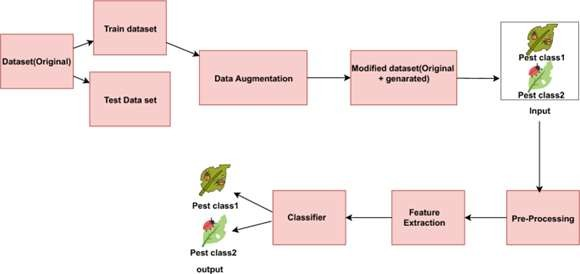 Train dataset
Dataset(Original)
Test Data set
Data Augmentation
Modified dataset(Original
+ genarated)
Pest class1
Pest class2
Input
Pre-Processing
Feature
Extraction
Classifier
Pest class1
Pest class2
output